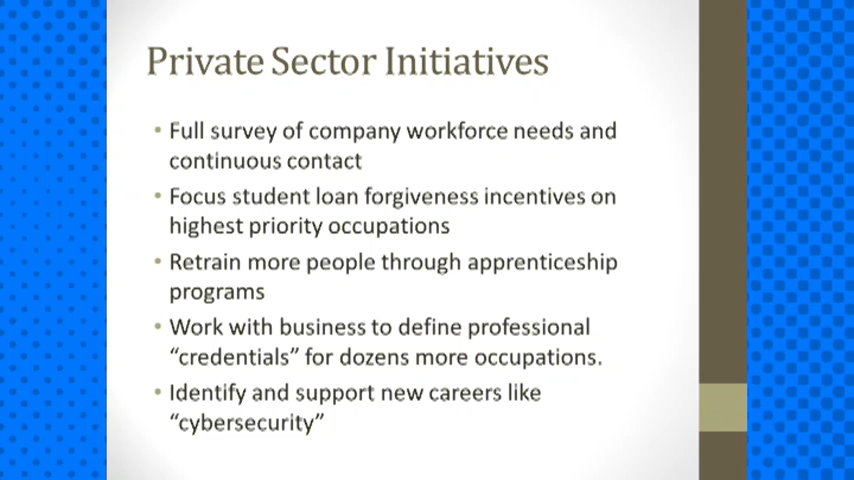 Private Sector Initiatives
• Full survey of company workforce needs and
continuous contact
• Focus student loan forgiveness incentives on
highest priority occupations
• Retrain more people through apprenticeship
programs
• Work with business to define professional
“credentials” for dozens more occupations.
• Identify and support new careers like
“cybersecurity”